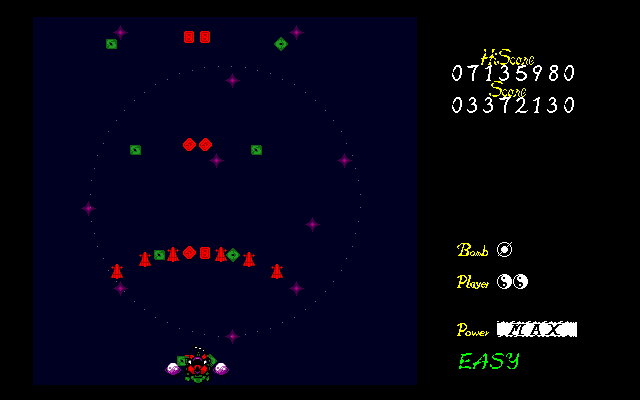 HiScore
07135980
Score
03372130
Bomb
Player
Power MAX
EASY